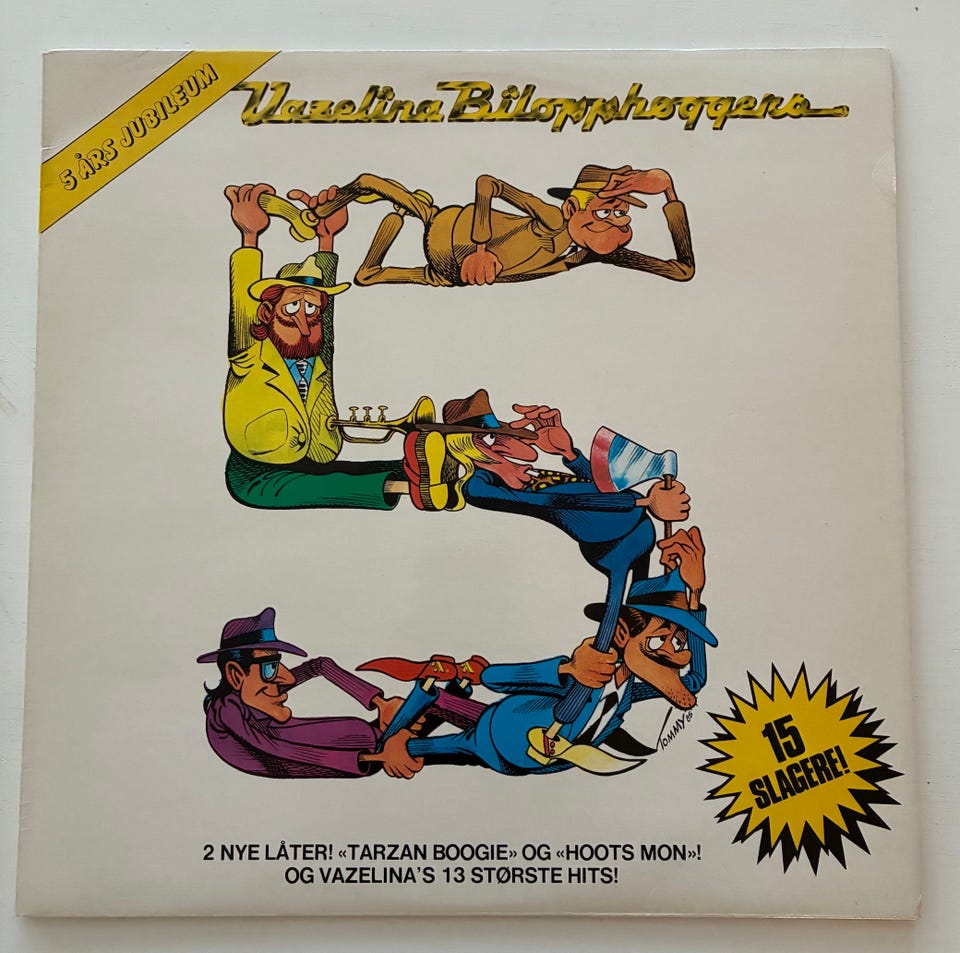 5 ÅRS JUBILEUM
Vazelina Bilopphøggers
TOMMY 85
15
SLAGERE!
2 NYE LÅTER! «TARZAN BOOGIE» OG «HOOTS MON»!
OG VAZELINA'S 13 STØRSTE HITS!